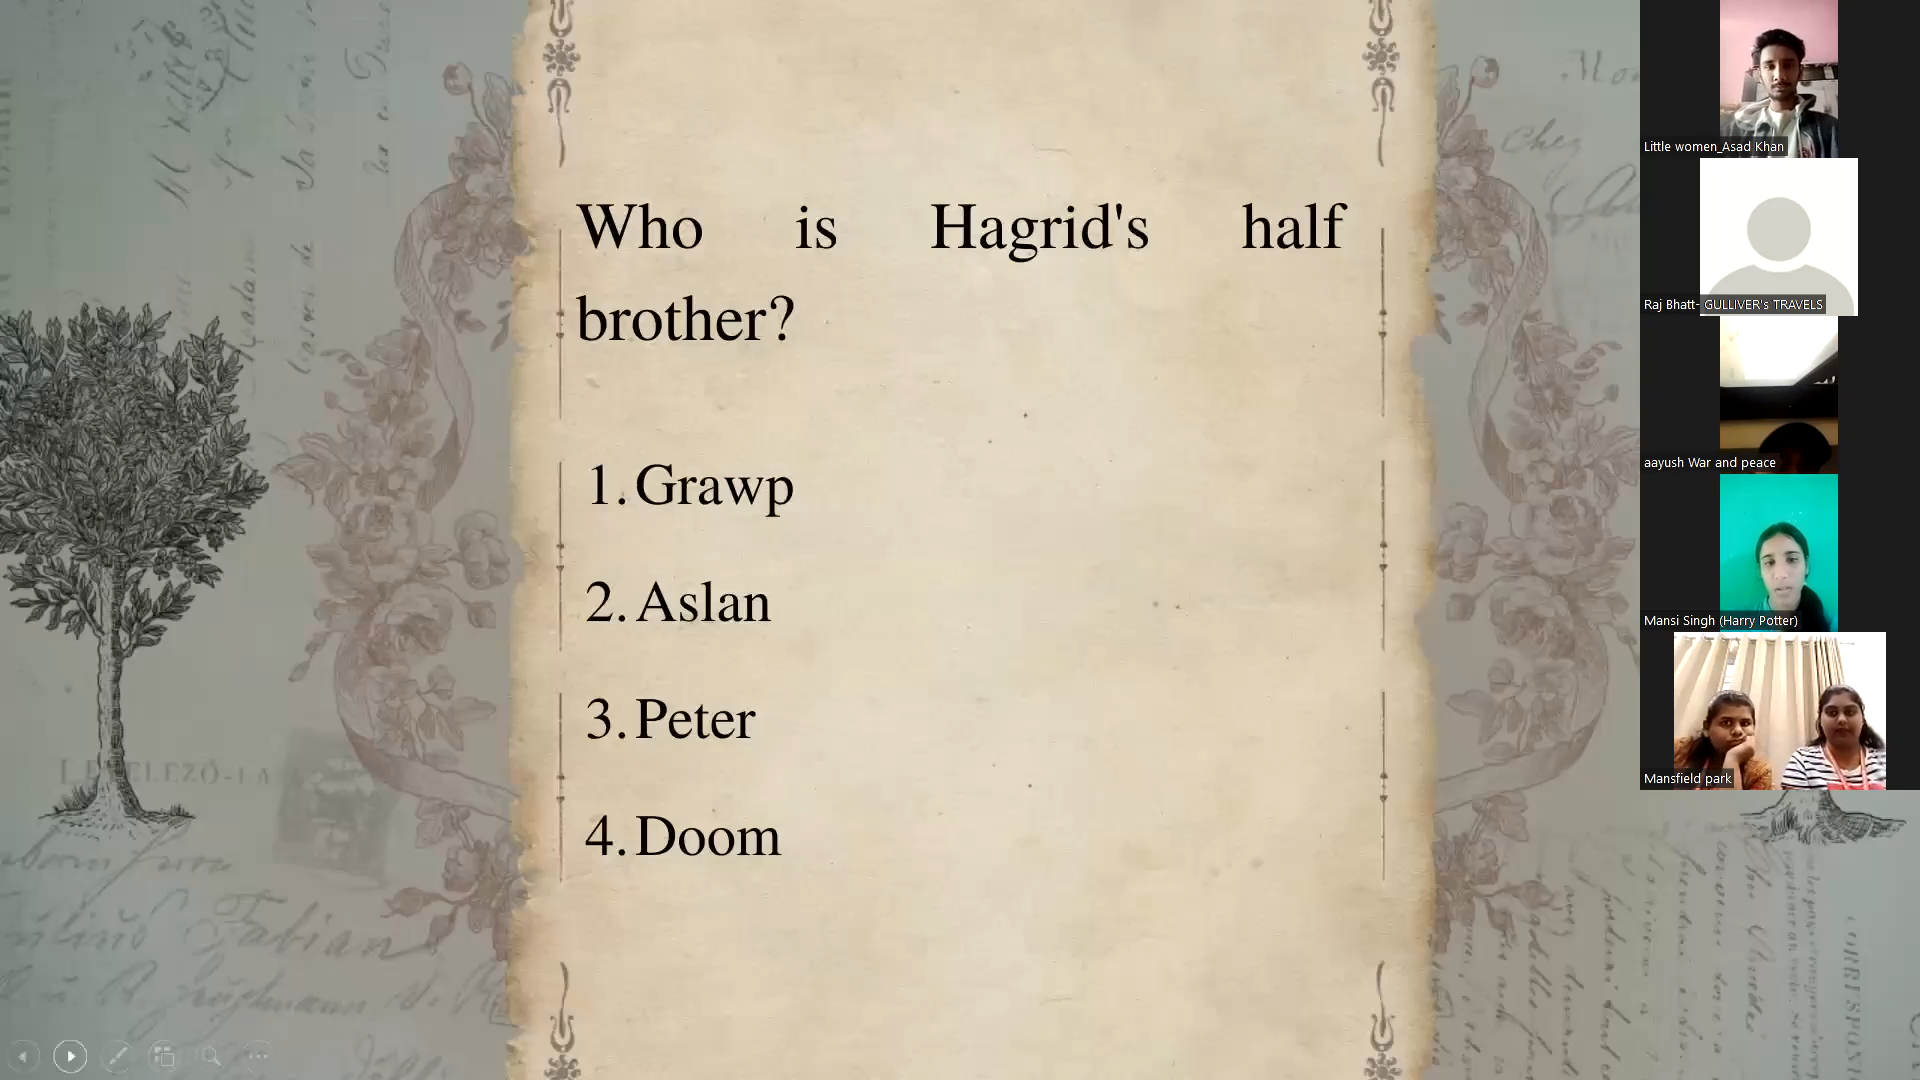 Who is Hagrid's half
brother?
1. Grawp
2. Aslan
3. Peter
4. Doom
Little women_Asad Khan
Raj Bhatt- GULLIVER's TRAVELS
aayush War and peace
Mansi Singh (Harry Potter)
Mansfield park